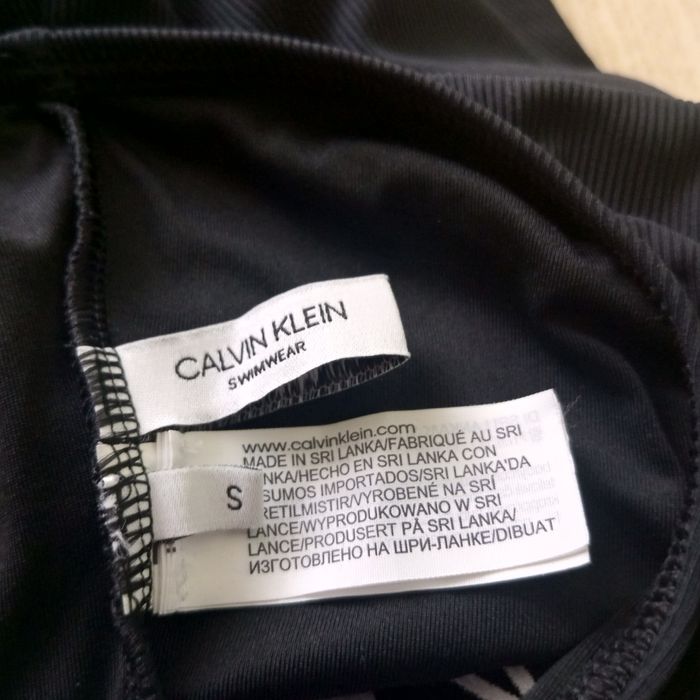 CALVIN KLEIN
SWIMWEAR
www.calvinklein.com
MADE IN SRI LANKA/FABRIQUÉ AU SRI
LANKA/HECHO EN SRI LANKA CON
INSUMOS IMPORTADOS/SRI LANKA'DA
ÜRETILMISTIR/VYROBENÉ NA SRÍ
LANCE/WYPRODUKOWANO W SRI
LANCE/PRODUSERT PÅ SRI LANKA/
ИЗГОТОВЛЕНО НА ШРИ-ЛАНКЕ/DIBUAT
S